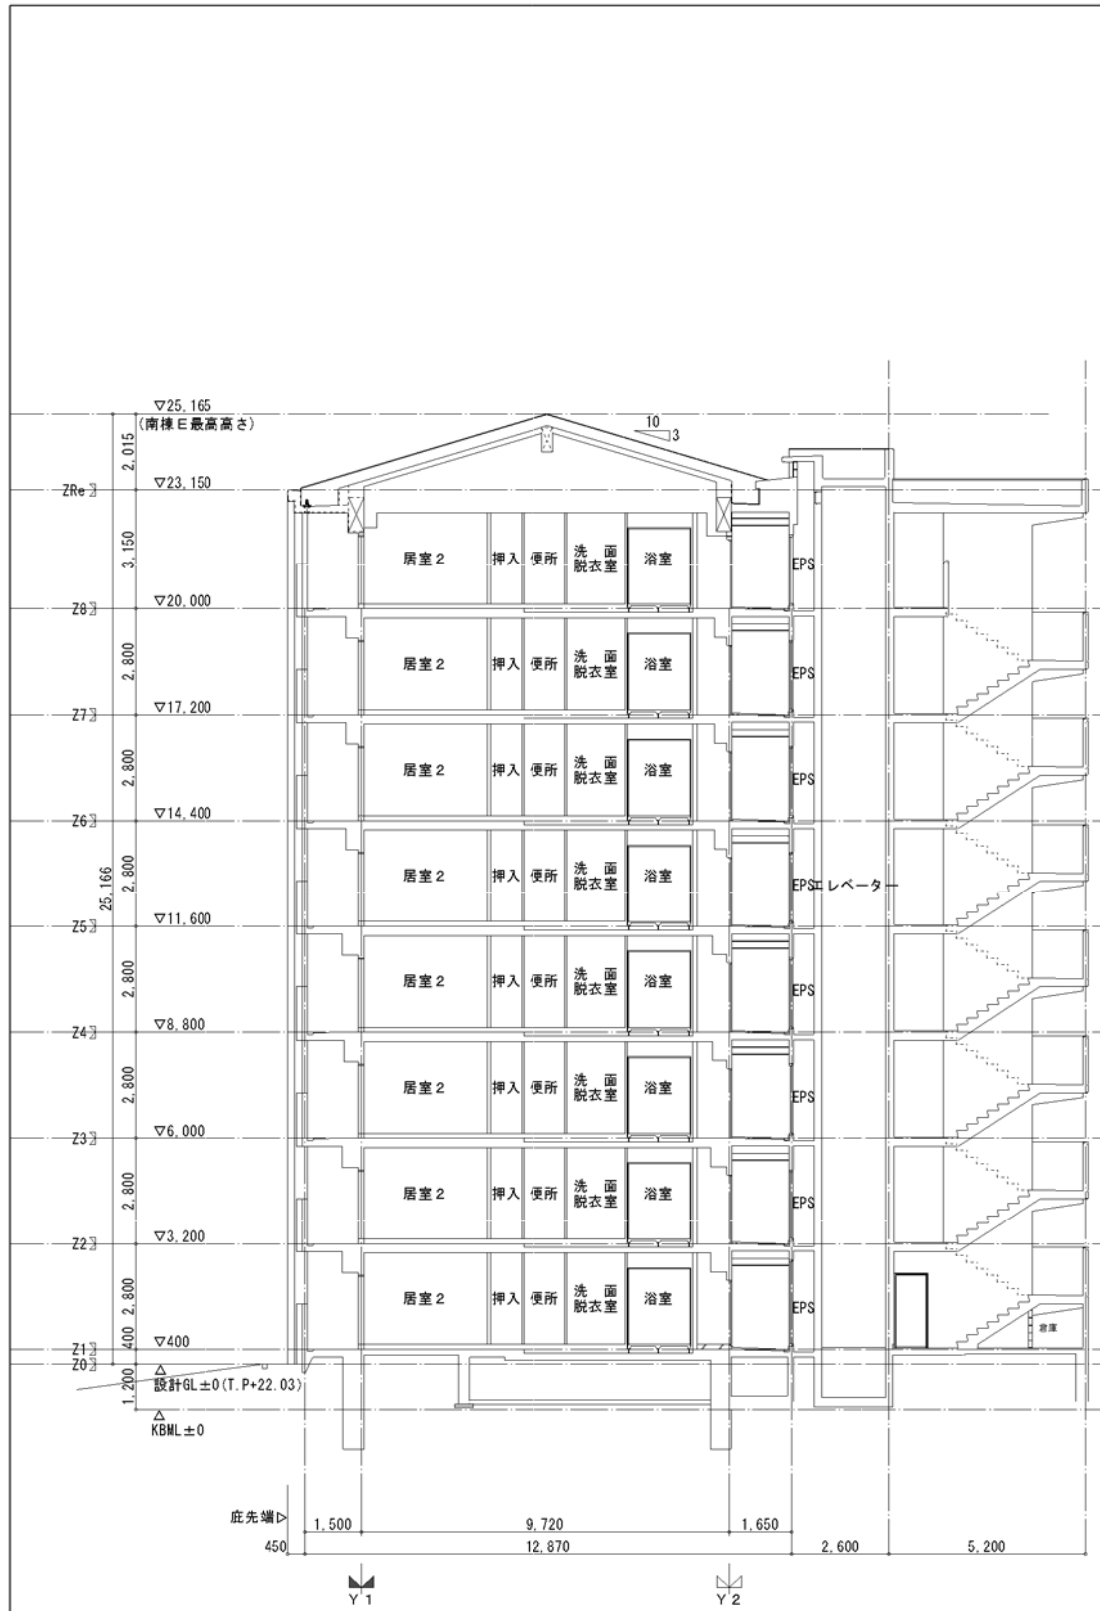 ▽25,165
(南棟E最高高さ)
10
3
2,015
ZRe
▽23,150
3,150
居室2 押入 便所 洗 面 脱衣室 浴室 EPS
Z8
▽20,000
2,800
居室2 押入 便所 洗 面 脱衣室 浴室 EPS
Z7
▽17,200
2,800
居室2 押入 便所 洗 面 脱衣室 浴室 EPS
Z6
▽14,400
25,166
2,800
居室2 押入 便所 洗 面 脱衣室 浴室 EPS エレベーター
Z5
▽11,600
2,800
居室2 押入 便所 洗 面 脱衣室 浴室 EPS
Z4
▽8,800
2,800
居室2 押入 便所 洗 面 脱衣室 浴室 EPS
Z3
▽6,000
2,800
居室2 押入 便所 洗 面 脱衣室 浴室 EPS
Z2
▽3,200
2,800
居室2 押入 便所 洗 面 脱衣室 浴室 EPS
倉庫
400
Z1
▽400
Z0
1,200
設計GL±0(T.P+22.03)
KBML±0
庇先端▷
1,500 9,720 1,650
450 12,870 2,600 5,200
Y1 Y2